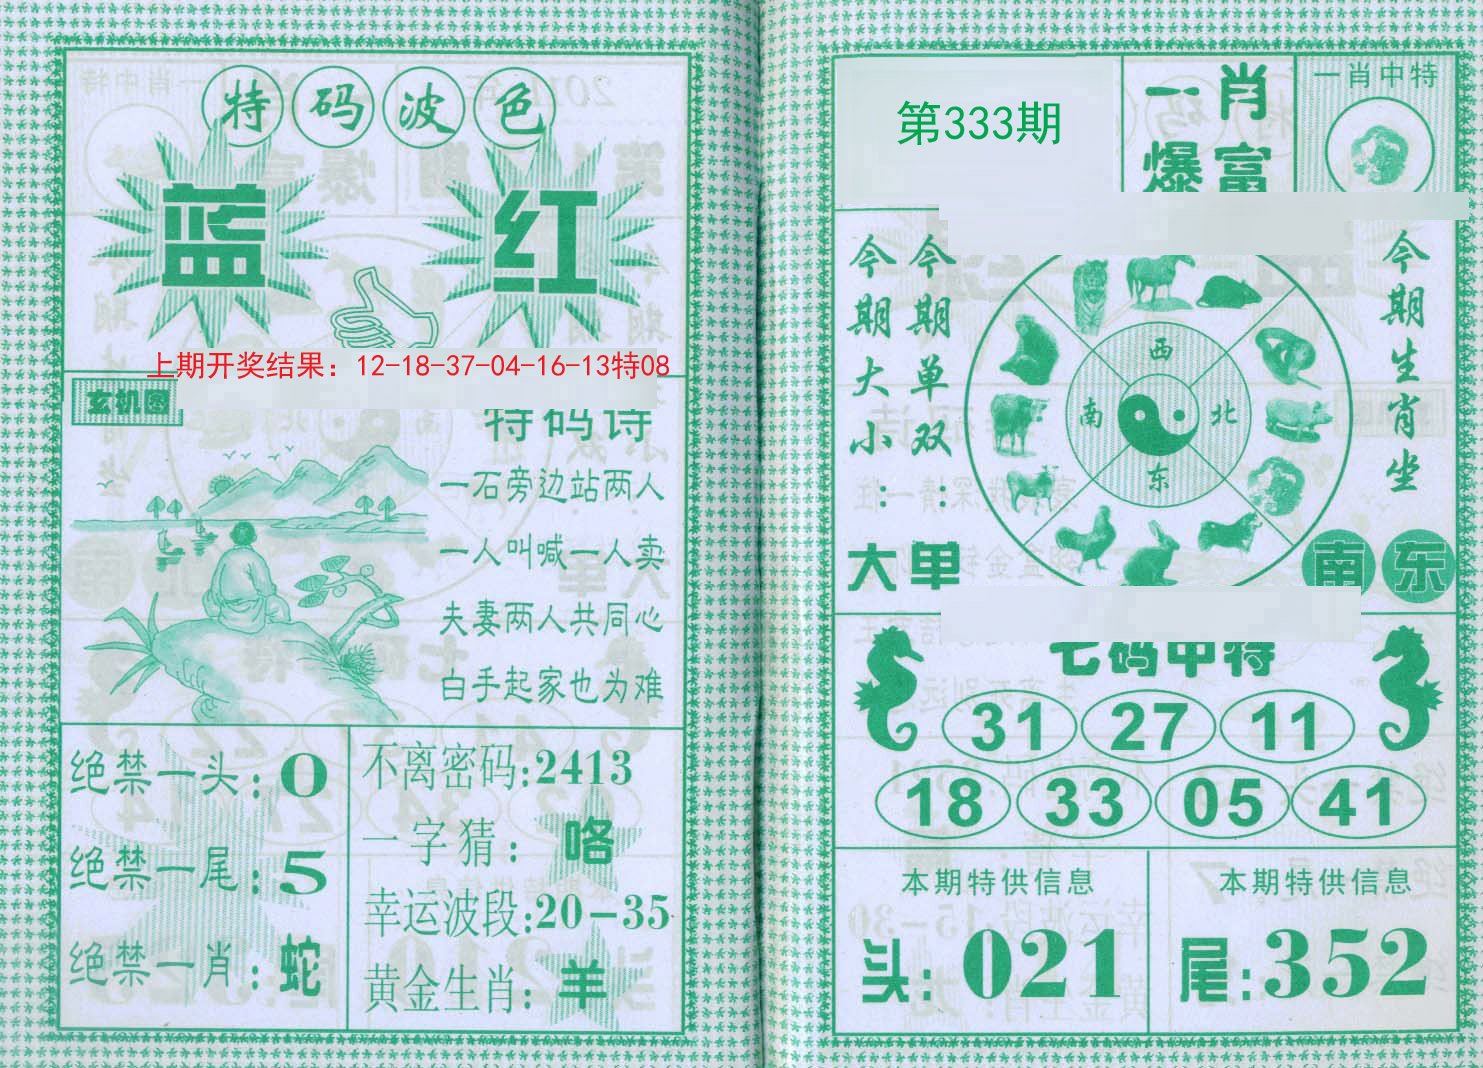 特码波色
蓝 红
上期开奖结果：12-18-37-04-16-13特08
玄机图
特码诗
一石旁边站两人
一人叫喊一人卖
夫妻两人共同心
白手起家也为难
绝禁一头:0
绝禁一尾:5
绝禁一肖:蛇
不离密码:2413
一字猜:咯
幸运波段:20-35
黄金生肖:羊
第333期
一肖
爆富
一肖中特
今期大小:大
今期单双:单
西
南 北
东
今期生肖坐
南东
七码中特
31 27 11
18 33 05 41
本期特供信息
头:021
本期特供信息
尾:352